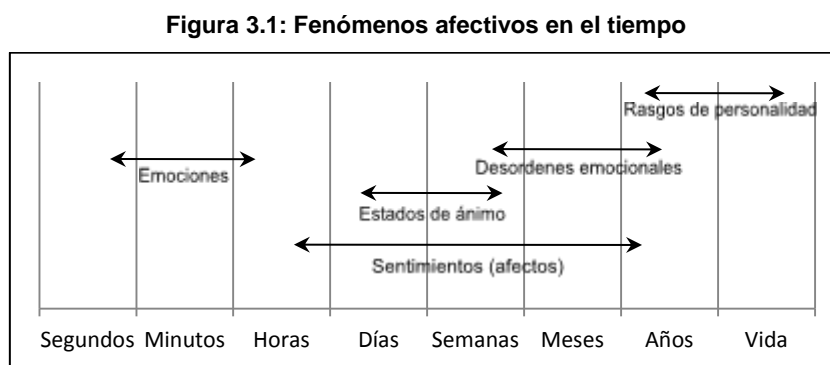 Figura 3.1: Fenómenos afectivos en el tiempo
Rasgos de personalidad
Emociones
Desordenes emocionales
Estados de ánimo
Sentimientos (afectos)
Segundos Minutos Horas Días Semanas Meses Años Vida